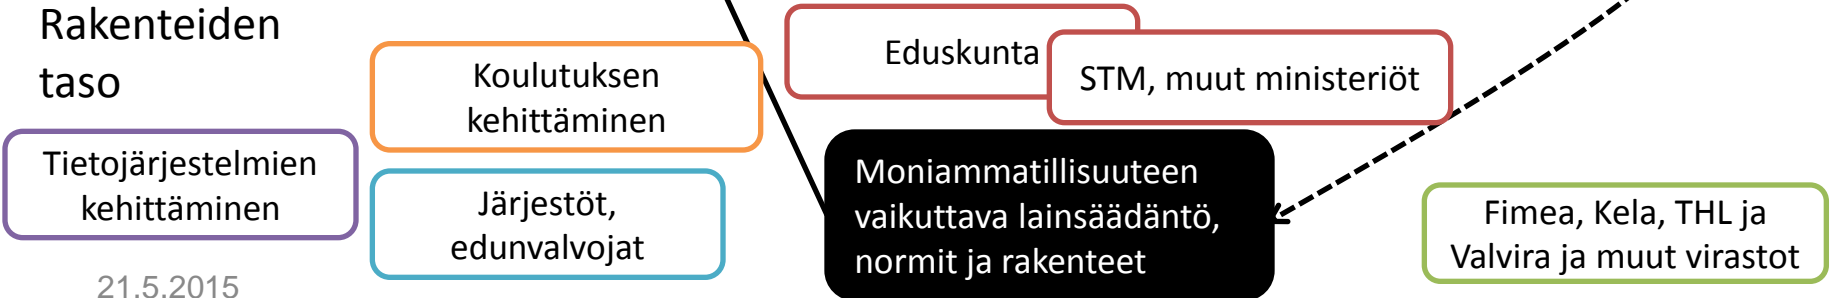 Rakenteiden
taso
Koulutuksen
kehittäminen
Eduskunta
STM, muut ministeriöt
Tietojärjestelmien
kehittäminen
Järjestöt,
edunvalvojat
Moniammatillisuuteen
vaikuttava lainsäädäntö,
normit ja rakenteet
Fimea, Kela, THL ja
Valvira ja muut virastot
21.5.2015